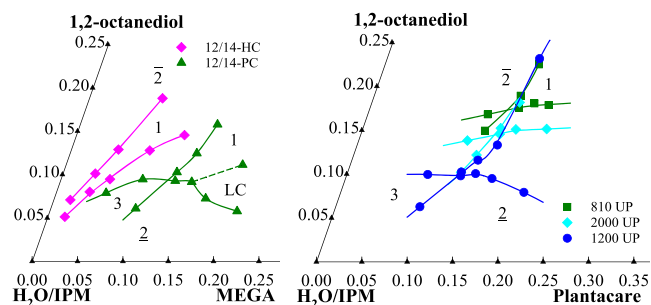 1,2-octanediol
0.25
12/14-HC
12/14-PC
0.20
2
0.15
1
1
0.10
LC
3
0.05
2
0.00 0.05 0.10 0.15 0.20 0.25
H₂O/IPM MEGA
1,2-octanediol
0.25
0.20
2
1
0.15
0.10
3
0.05
2
810 UP
2000 UP
1200 UP
0.00 0.05 0.10 0.15 0.20 0.25 0.30 0.35
H₂O/IPM Plantacare